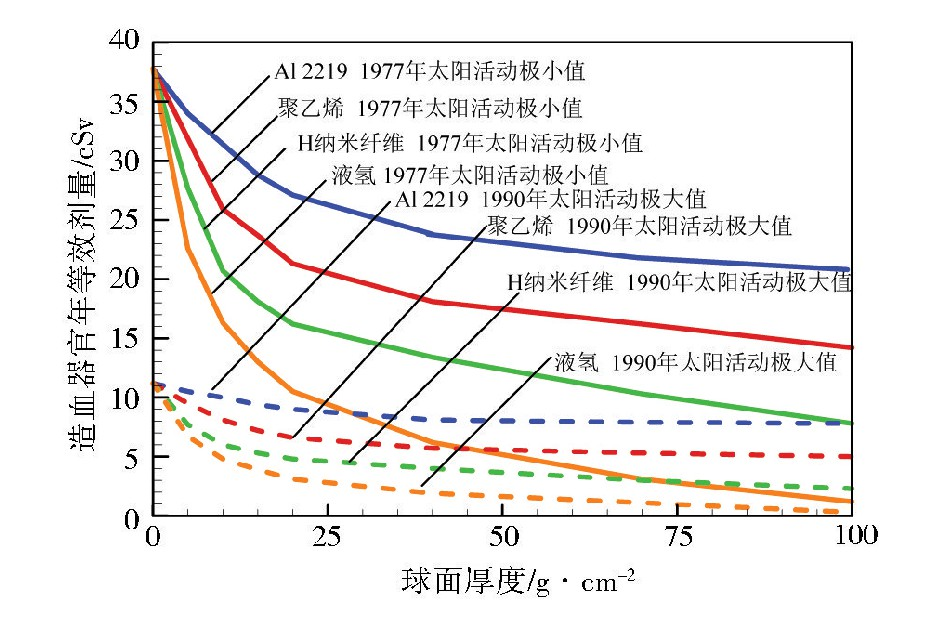 造血器官年等效剂量/cSv
40
35
30
25
20
15
10
5
0
Al 2219 1977年太阳活动极小值
聚乙烯 1977年太阳活动极小值
H纳米纤维 1977年太阳活动极小值
液氢 1977年太阳活动极小值
Al 2219 1990年太阳活动极大值
聚乙烯 1990年太阳活动极大值
H纳米纤维 1990年太阳活动极大值
液氢 1990年太阳活动极大值
0 25 50 75 100
球面厚度/g · cm⁻²